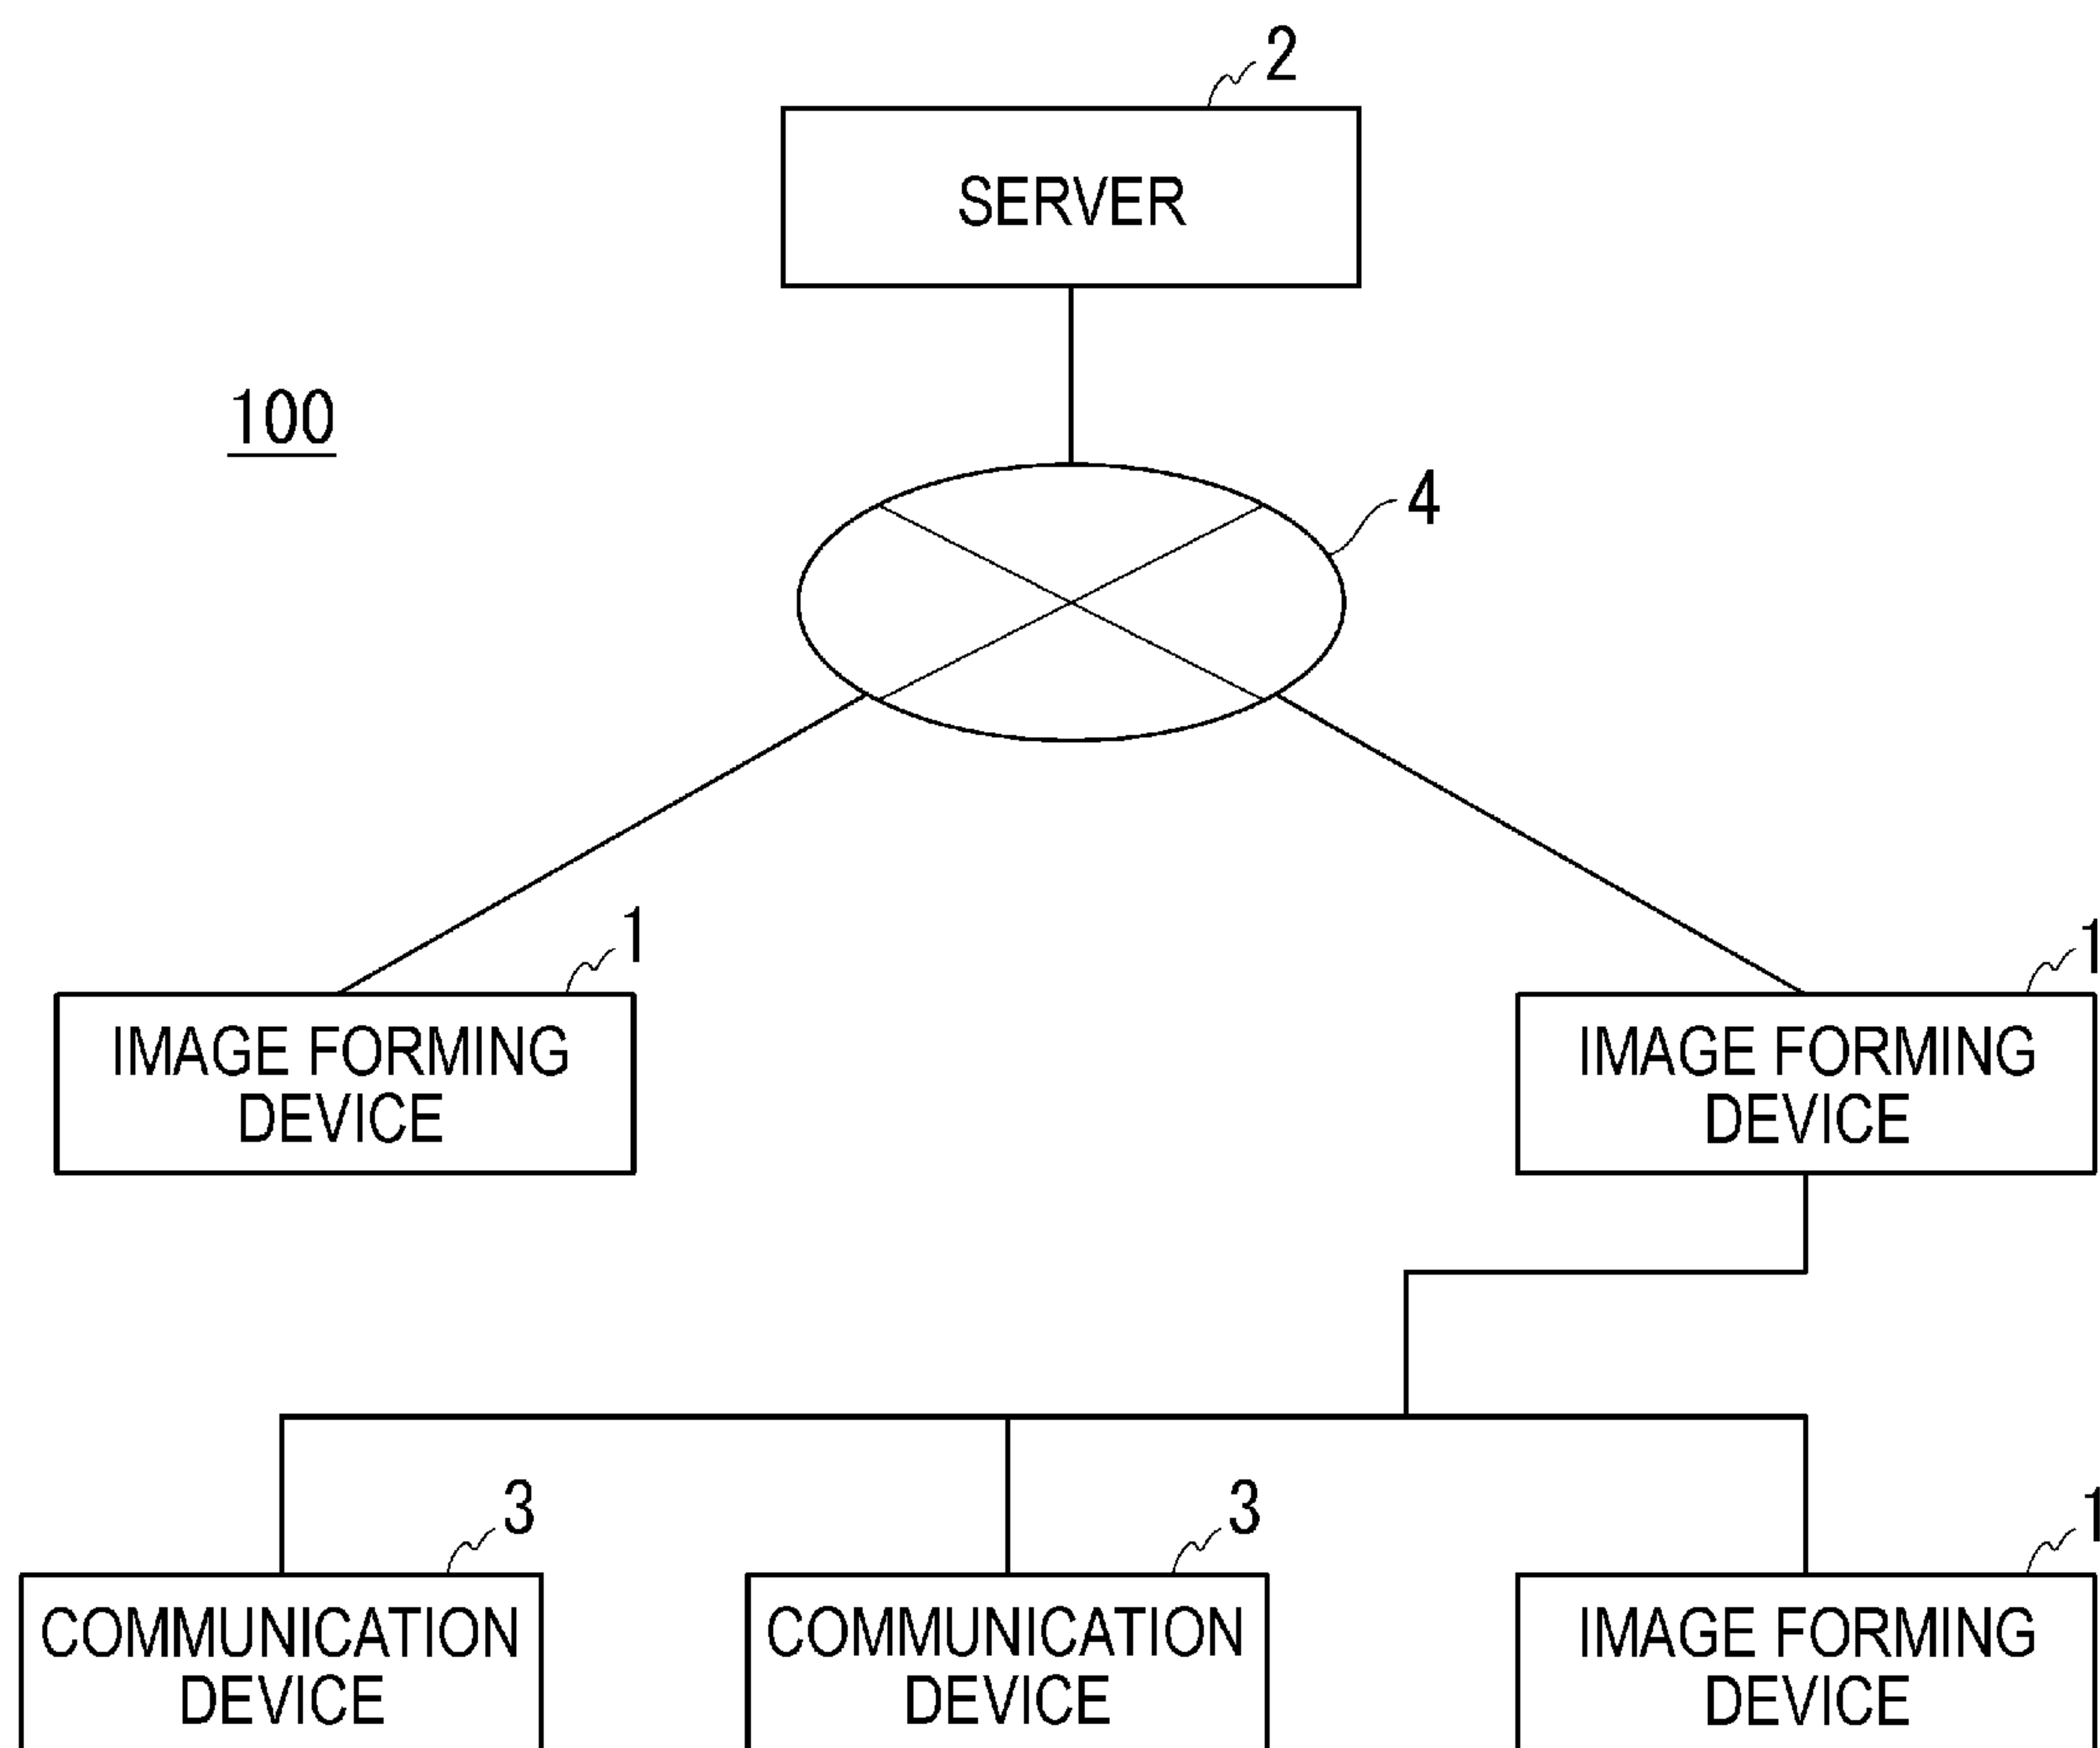 2
SERVER
100
4
1
IMAGE FORMING
DEVICE
1
IMAGE FORMING
DEVICE
3
COMMUNICATION
DEVICE
3
COMMUNICATION
DEVICE
1
IMAGE FORMING
DEVICE